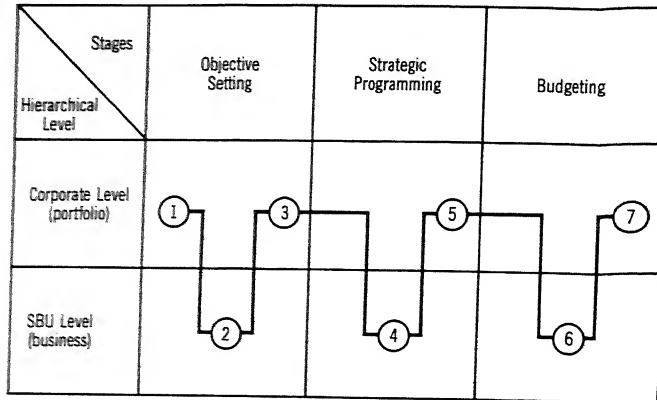 Stages
Hierarchical
Level
Objective
Setting
Strategic
Programming
Budgeting
Corporate Level
(portfolio)
1
3
5
7
SBU Level
(business)
2
4
6